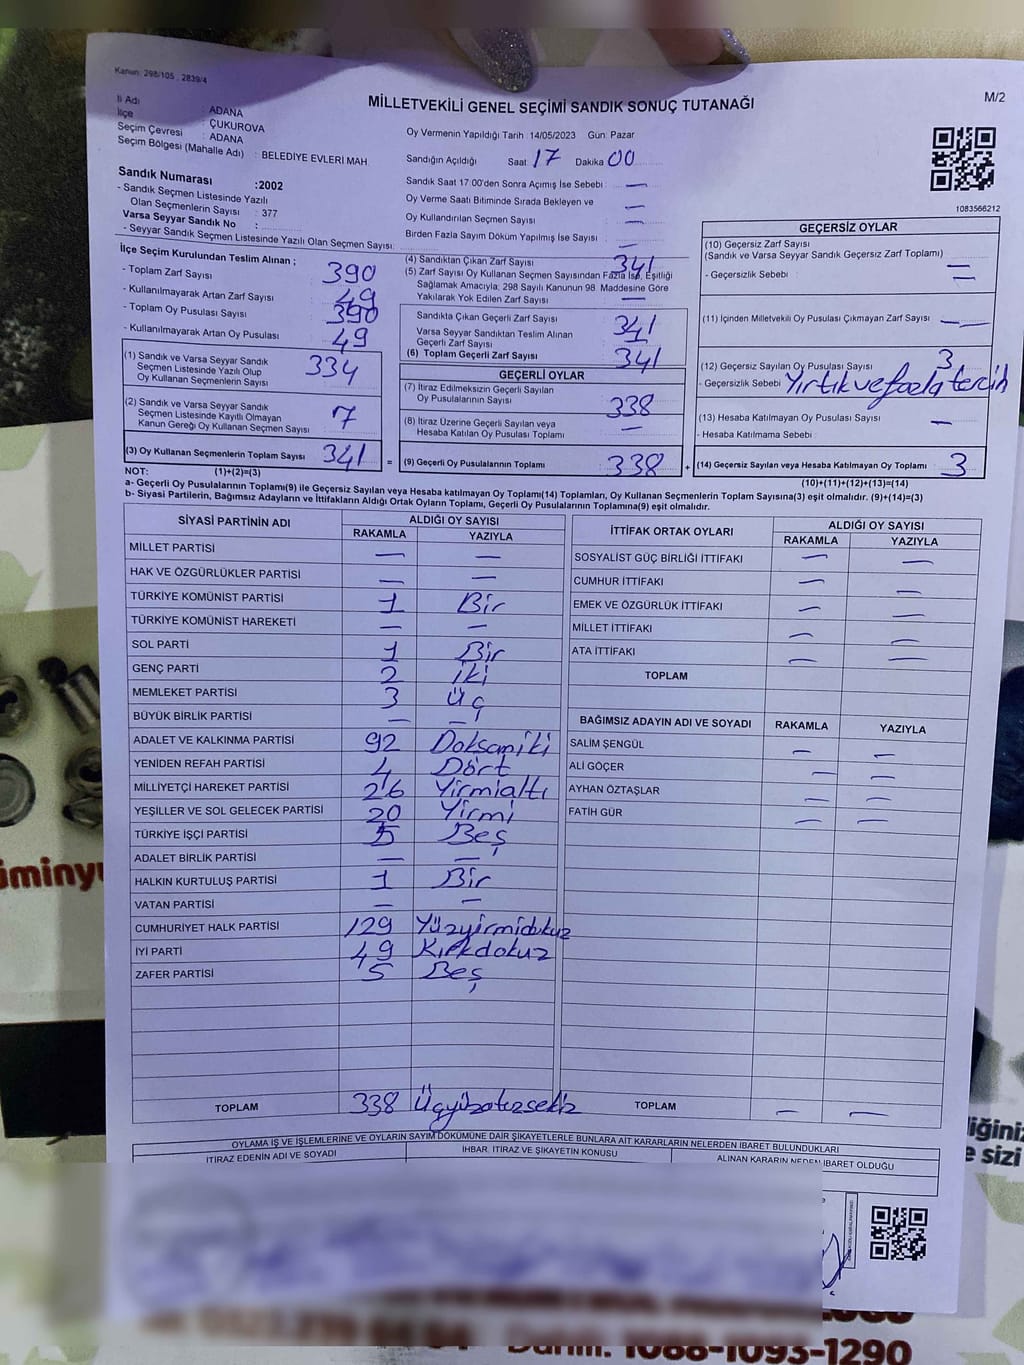 Kanun: 298/105 , 2839/4
MİLLETVEKİLİ GENEL SEÇİMİ SANDIK SONUÇ TUTANAĞI
M/2
İl Adı : ADANA
İlçe : ÇUKUROVA
Seçim Çevresi : ADANA
Seçim Bölgesi (Mahalle Adı) : BELEDİYE EVLERİ MAH
Sandık Numarası :2002
- Sandık Seçmen Listesinde Yazılı
Olan Seçmenlerin Sayısı : 377
Varsa Seyyar Sandık No :
- Seyyar Sandık Seçmen Listesinde Yazılı Olan Seçmen Sayısı:
Oy Vermenin Yapıldığı Tarih :14/05/2023 Gün: Pazar
Sandığın Açıldığı Saat 17 Dakika 00
Sandık Saat 17:00'den Sonra Açılmış İse Sebebi : —
Oy Verme Saati Bitiminde Sırada Bekleyen ve
Oy Kullandırılan Seçmen Sayısı : —
Birden Fazla Sayım Döküm Yapılmış İse Sayısı : —
1083566212
İlçe Seçim Kurulundan Teslim Alınan ;
- Toplam Zarf Sayısı 390
- Kullanılmayarak Artan Zarf Sayısı 49
- Toplam Oy Pusulası Sayısı 390
- Kullanılmayarak Artan Oy Pusulası 49
(1) Sandık ve Varsa Seyyar Sandık
Seçmen Listesinde Yazılı Olup
Oy Kullanan Seçmenlerin Sayısı 334
(2) Sandık ve Varsa Seyyar Sandık
Seçmen Listesinde Kayıtlı Olmayan
Kanun Gereği Oy Kullanan Seçmen Sayısı 7
(3) Oy Kullanan Seçmenlerin Toplam Sayısı 341 =
NOT: (1)+(2)=(3)
(4) Sandıktan Çıkan Zarf Sayısı 341
(5) Zarf Sayısı Oy Kullanan Seçmen Sayısından Fazla İse, Eşitliği
Sağlamak Amacıyla; 298 Sayılı Kanunun 98. Maddesine Göre
Yakılarak Yok Edilen Zarf Sayısı —
Sandıkta Çıkan Geçerli Zarf Sayısı 341
Varsa Seyyar Sandıktan Teslim Alınan
Geçerli Zarf Sayısı —
(6) Toplam Geçerli Zarf Sayısı 341
GEÇERLİ OYLAR
(7) İtiraz Edilmeksizin Geçerli Sayılan
Oy Pusulalarının Sayısı 338
(8) İtiraz Üzerine Geçerli Sayılan veya
Hesaba Katılan Oy Pusulası Toplamı —
(9) Geçerli Oy Pusulalarının Toplamı 338 +
GEÇERSİZ OYLAR
(10) Geçersiz Zarf Sayısı
(Sandık ve Varsa Seyyar Sandık Geçersiz Zarf Toplamı) —
- Geçersizlik Sebebi : —
(11) İçinden Milletvekili Oy Pusulası Çıkmayan Zarf Sayısı —
(12) Geçersiz Sayılan Oy Pusulası Sayısı 3
- Geçersizlik Sebebi : Yırtık ve fazla tercih
(13) Hesaba Katılmayan Oy Pusulası Sayısı —
- Hesaba Katılmama Sebebi :
(14) Geçersiz Sayılan veya Hesaba Katılmayan Oy Toplamı 3
(10)+(11)+(12)+(13)=(14)
a- Geçerli Oy Pusulalarının Toplamı(9) ile Geçersiz Sayılan veya Hesaba katılmayan Oy Toplamı(14) Toplamları, Oy Kullanan Seçmenlerin Toplam Sayısına(3) eşit olmalıdır. (9)+(14)=(3)
b- Siyasi Partilerin, Bağımsız Adayların ve İttifakların Aldığı Ortak Oyların Toplamı, Geçerli Oy Pusulalarının Toplamına(9) eşit olmalıdır.
SİYASİ PARTİNİN ADI ALDIĞI OY SAYISI
RAKAMLA YAZIYLA
MİLLET PARTİSİ — —
HAK VE ÖZGÜRLÜKLER PARTİSİ — —
TÜRKİYE KOMÜNİST PARTİSİ 1 Bir
TÜRKİYE KOMÜNİST HAREKETİ — —
SOL PARTİ 1 Bir
GENÇ PARTİ 2 iki
MEMLEKET PARTİSİ 3 Üç
BÜYÜK BİRLİK PARTİSİ — —
ADALET VE KALKINMA PARTİSİ 92 Doksaniki
YENİDEN REFAH PARTİSİ 4 Dört
MİLLİYETÇİ HAREKET PARTİSİ 26 Yirmialtı
YEŞİLLER VE SOL GELECEK PARTİSİ 20 Yirmi
TÜRKİYE İŞÇİ PARTİSİ 5 Beş
ADALET BİRLİK PARTİSİ — —
HALKIN KURTULUŞ PARTİSİ 1 Bir
VATAN PARTİSİ — —
CUMHURİYET HALK PARTİSİ 129 Yüzyirmidokuz
İYİ PARTİ 49 Kırkdokuz
ZAFER PARTİSİ 5 Beş
TOPLAM 338 Üçyüzotuzsekiz
İTTİFAK ORTAK OYLARI ALDIĞI OY SAYISI
RAKAMLA YAZIYLA
SOSYALİST GÜÇ BİRLİĞİ İTTİFAKI — —
CUMHUR İTTİFAKI — —
EMEK VE ÖZGÜRLÜK İTTİFAKI — —
MİLLET İTTİFAKI — —
ATA İTTİFAKI — —
TOPLAM
BAĞIMSIZ ADAYIN ADI VE SOYADI RAKAMLA YAZIYLA
SALİM ŞENGÜL — —
ALİ GÖÇER — —
AYHAN ÖZTAŞLAR — —
FATİH GÜR — —
TOPLAM — —
OYLAMA İŞ VE İŞLEMLERİNE VE OYLARIN SAYIM DÖKÜMÜNE DAİR ŞİKAYETLERLE BUNLARA AİT KARARLARIN NELERDEN İBARET BULUNDUKLARI
İTİRAZ EDENİN ADI VE SOYADI İHBAR, İTİRAZ VE ŞİKAYETİN KONUSU ALINAN KARARIN NEDEN İBARET OLDUĞU
iminy
iğiniz
e sizi
1088-1093-1290